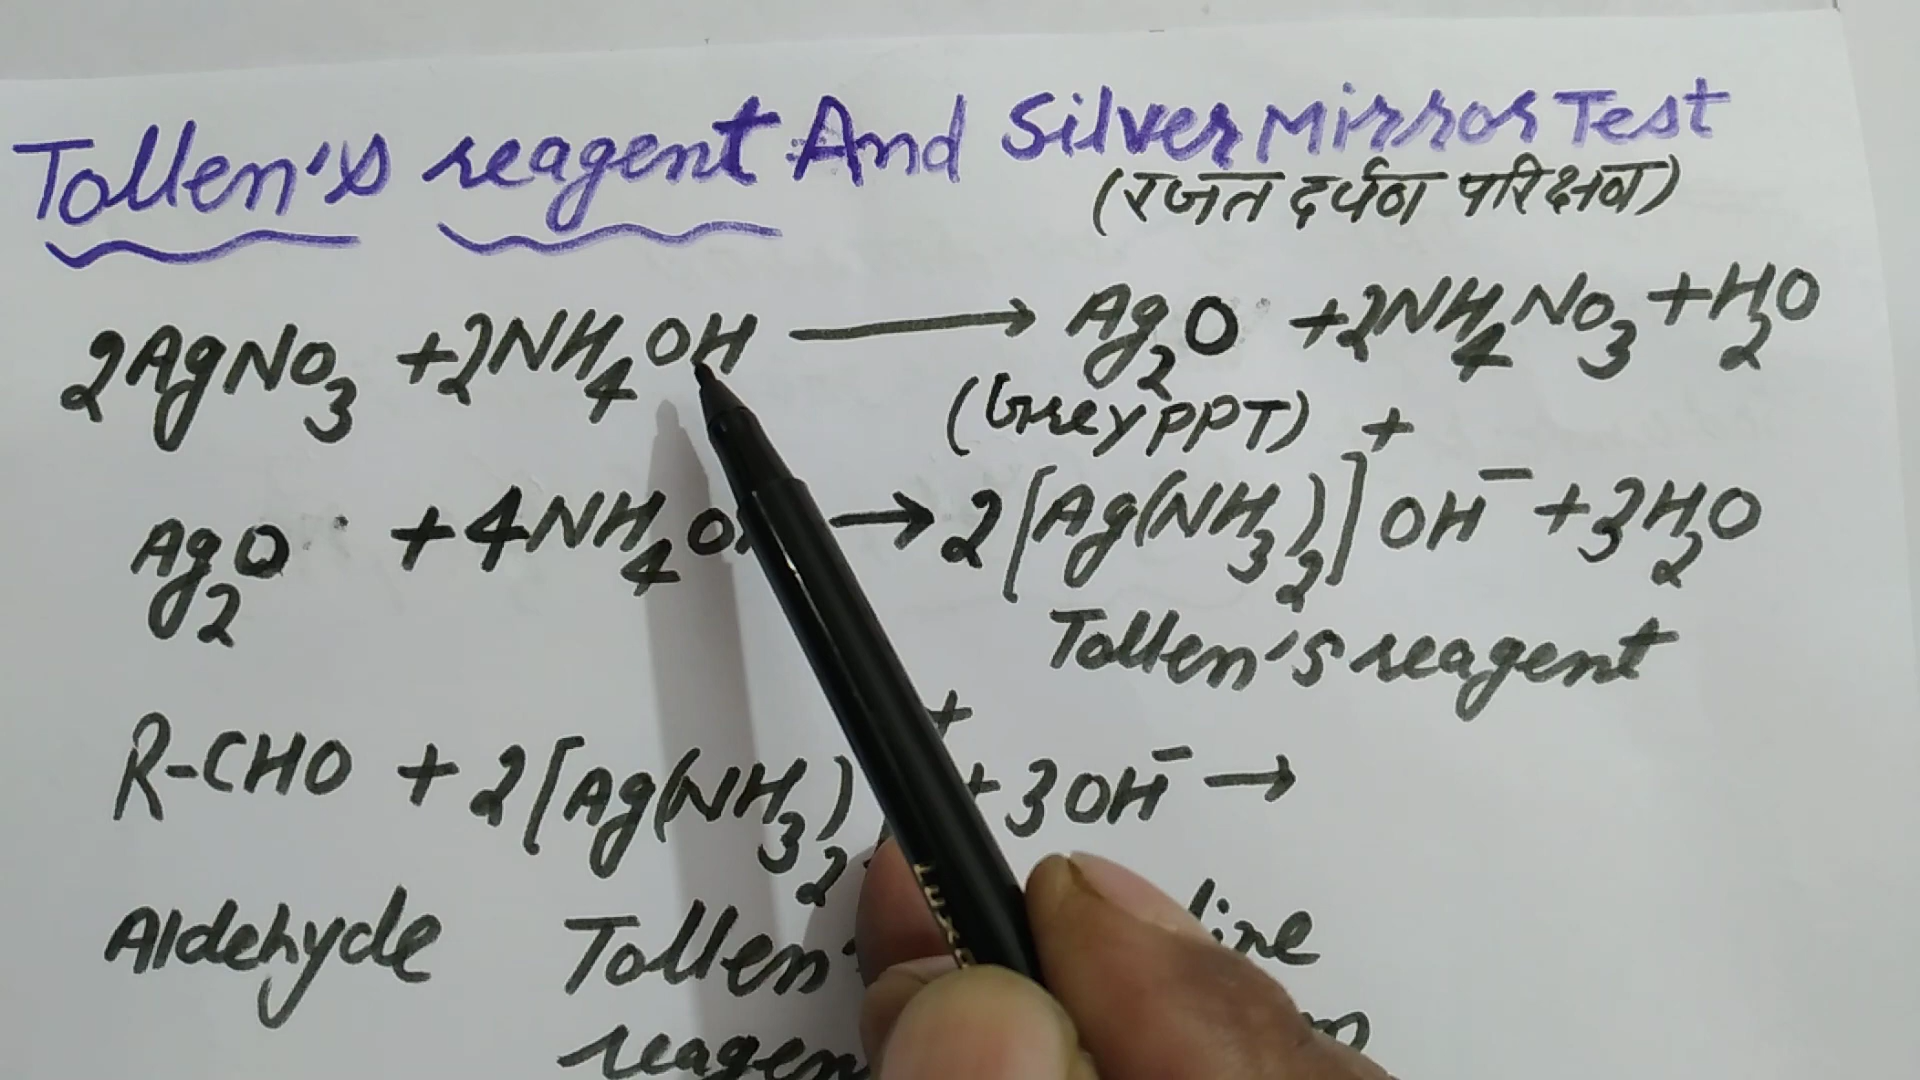 Tollen's reagent And Silver Mirror Test
(रजत दर्पण परिक्षण)
2AgNO3 + 2NH4OH ⟶ Ag2O + 2NH4NO3 + H2O
(Grey PPT)
Ag2O + 4NH4O → 2[Ag(NH3)2]+ OH− + 3H2O
Tollen's reagent
R-CHO + 2[Ag(NH3)2 + + 3OH− →
Aldehyde Tollen'